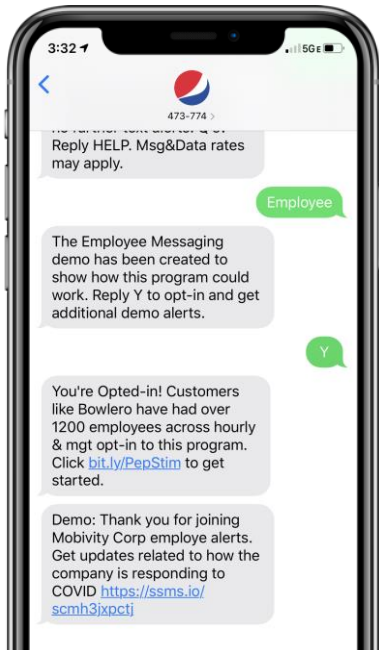 3:32
5GE
473-774 >
no further text alerts. Q's?
Reply HELP. Msg&Data rates
may apply.
Employee
The Employee Messaging
demo has been created to
show how this program could
work. Reply Y to opt-in and get
additional demo alerts.
Y
You're Opted-in! Customers
like Bowlero have had over
1200 employees across hourly
& mgt opt-in to this program.
Click bit.ly/PepStim to get
started.
Demo: Thank you for joining
Mobivity Corp employe alerts.
Get updates related to how the
company is responding to
COVID https://ssms.io/
scmh3jxpctj